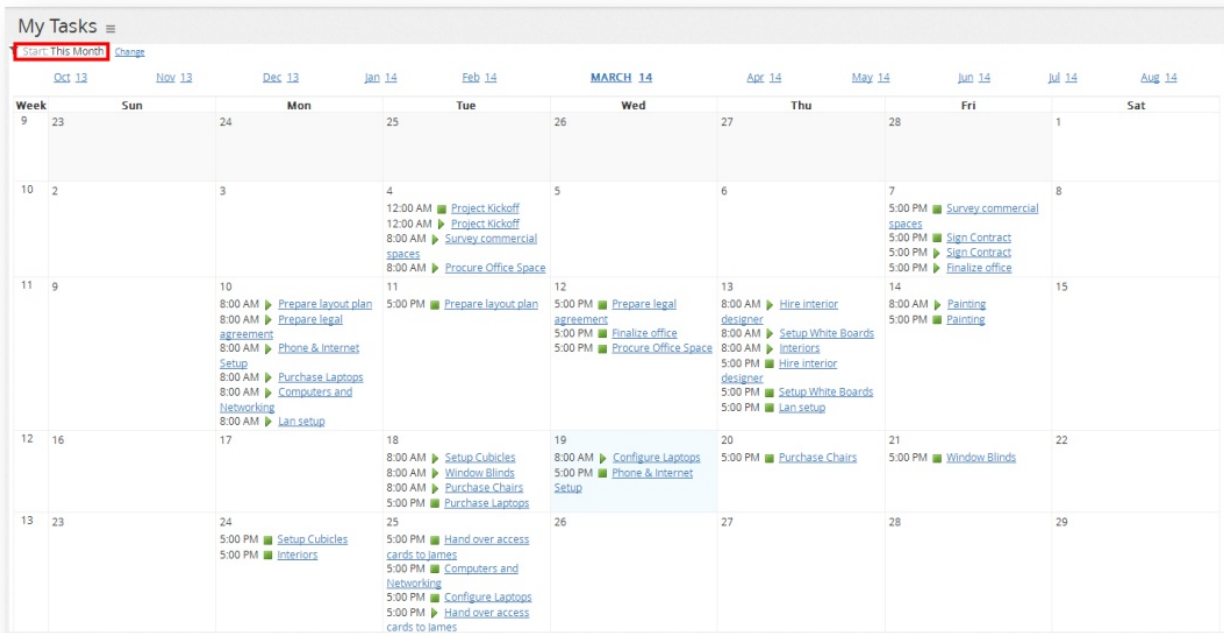 My Tasks
Start: This Month Change
Oct 13 Nov 13 Dec 13 Jan 14 Feb 14 MARCH 14 Apr 14 May 14 Jun 14 Jul 14 Aug 14
Week Sun Mon Tue Wed Thu Fri Sat
9 23 24 25 26 27 28 1
10 2 3 4 5 6 7 8
12:00 AM Project Kickoff 5:00 PM Survey commercial
12:00 AM Project Kickoff spaces
8:00 AM Survey commercial 5:00 PM Sign Contract
spaces 5:00 PM Sign Contract
8:00 AM Procure Office Space 5:00 PM Finalize office
11 9 10 11 12 13 14 15
8:00 AM Prepare layout plan 5:00 PM Prepare layout plan 5:00 PM Prepare legal 8:00 AM Hire interior 8:00 AM Painting
8:00 AM Prepare legal agreement designer 5:00 PM Painting
agreement 5:00 PM Finalize office 8:00 AM Setup White Boards
8:00 AM Phone & Internet 5:00 PM Procure Office Space 8:00 AM Interiors
Setup 5:00 PM Hire interior
8:00 AM Purchase Laptops designer
8:00 AM Computers and 5:00 PM Setup White Boards
Networking 5:00 PM Lan setup
8:00 AM Lan setup
12 16 17 18 19 20 21 22
8:00 AM Setup Cubicles 8:00 AM Configure Laptops 5:00 PM Purchase Chairs 5:00 PM Window Blinds
8:00 AM Window Blinds 5:00 PM Phone & Internet
8:00 AM Purchase Chairs Setup
5:00 PM Purchase Laptops
13 23 24 25 26 27 28 29
5:00 PM Setup Cubicles 5:00 PM Hand over access
5:00 PM Interiors cards to James
5:00 PM Computers and
Networking
5:00 PM Configure Laptops
5:00 PM Hand over access
cards to James